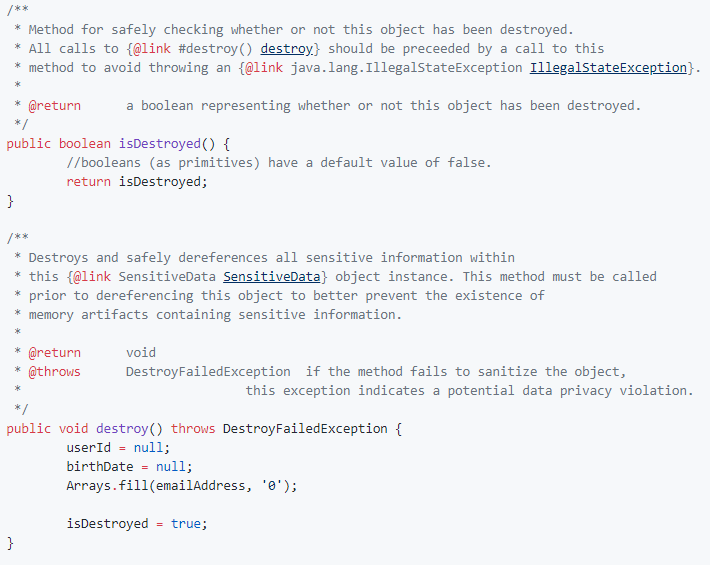 /**
 * Method for safely checking whether or not this object has been destroyed.
 * All calls to {@link #destroy() destroy} should be preceeded by a call to this
 * method to avoid throwing an {@link java.lang.IllegalStateException IllegalStateException}.
 *
 * @return      a boolean representing whether or not this object has been destroyed.
 */
public boolean isDestroyed() {
        //booleans (as primitives) have a default value of false.
        return isDestroyed;
}

/**
 * Destroys and safely dereferences all sensitive information within
 * this {@link SensitiveData SensitiveData} object instance. This method must be called
 * prior to dereferencing this object to better prevent the existence of
 * memory artifacts containing sensitive information.
 *
 * @return      void
 * @throws      DestroyFailedException  if the method fails to sanitize the object,
 *                              this exception indicates a potential data privacy violation.
 */
public void destroy() throws DestroyFailedException {
        userId = null;
        birthDate = null;
        Arrays.fill(emailAddress, '0');

        isDestroyed = true;
}